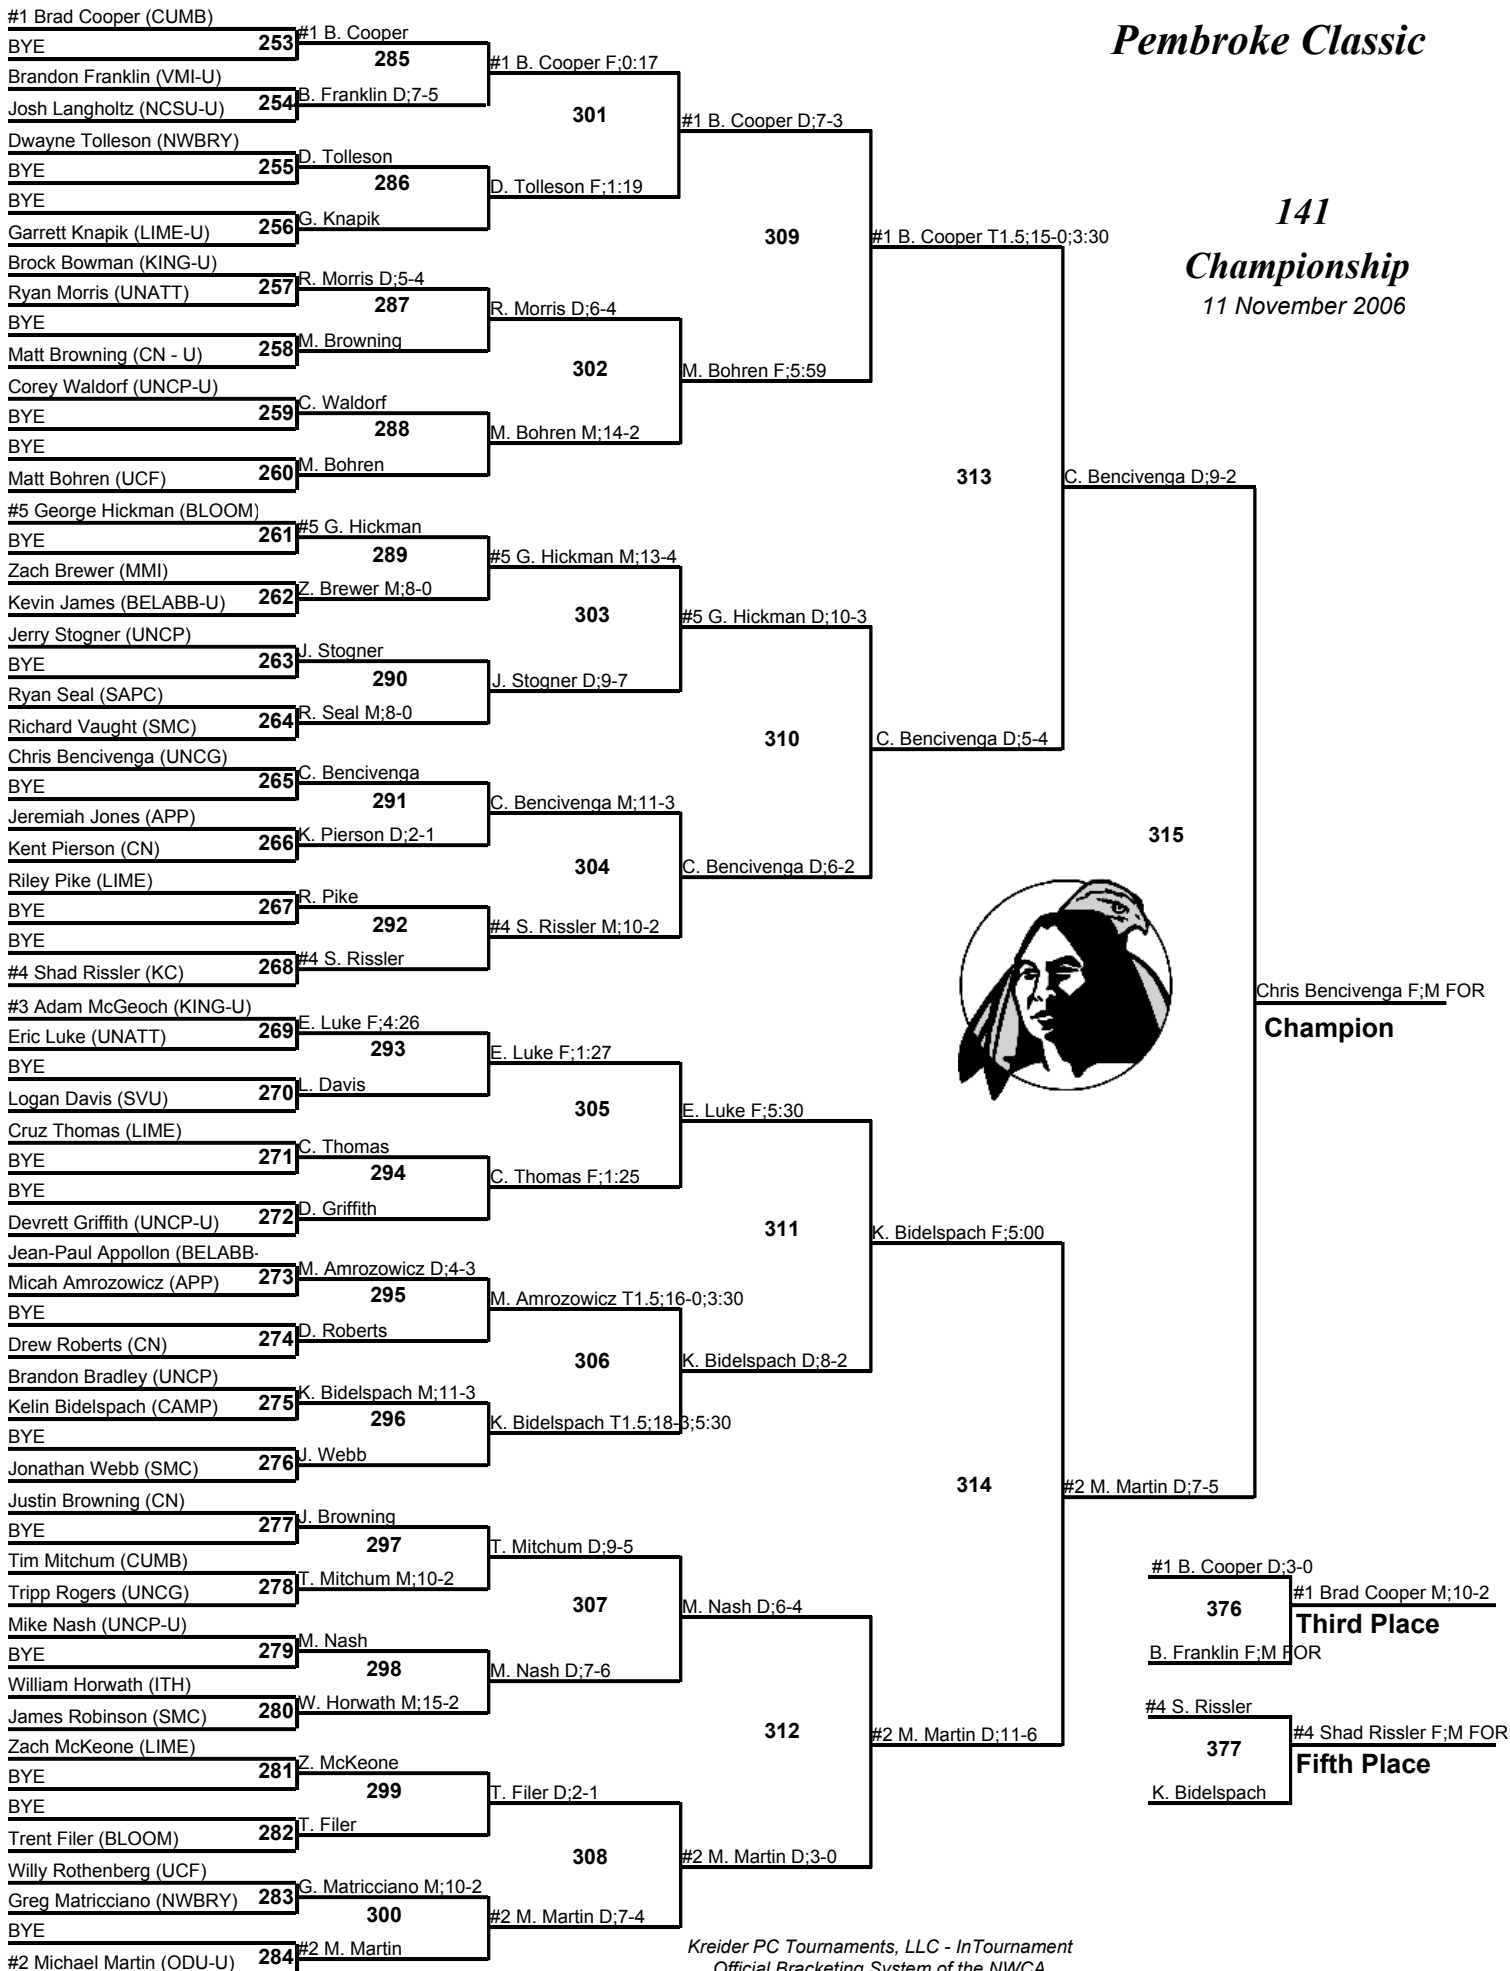 Pembroke Classic
141
Championship
11 November 2006
#1 Brad Cooper (CUMB)
BYE
253
Brandon Franklin (VMI-U)
Josh Langholtz (NCSU-U)
254
Dwayne Tolleson (NWBRY)
BYE
255
BYE
Garrett Knapik (LIME-U)
256
Brock Bowman (KING-U)
Ryan Morris (UNATT)
257
BYE
Matt Browning (CN - U)
258
Corey Waldorf (UNCP-U)
BYE
259
BYE
Matt Bohren (UCF)
260
#5 George Hickman (BLOOM)
BYE
261
Zach Brewer (MMI)
Kevin James (BELABB-U)
262
Jerry Stogner (UNCP)
BYE
263
Ryan Seal (SAPC)
Richard Vaught (SMC)
264
Chris Bencivenga (UNCG)
BYE
265
Jeremiah Jones (APP)
Kent Pierson (CN)
266
Riley Pike (LIME)
BYE
267
BYE
#4 Shad Rissler (KC)
268
#3 Adam McGeoch (KING-U)
Eric Luke (UNATT)
269
BYE
Logan Davis (SVU)
270
Cruz Thomas (LIME)
BYE
271
BYE
Devrett Griffith (UNCP-U)
272
Jean-Paul Appollon (BELABB-
Micah Amrozowicz (APP)
273
BYE
Drew Roberts (CN)
274
Brandon Bradley (UNCP)
Kelin Bidelspach (CAMP)
275
BYE
Jonathan Webb (SMC)
276
Justin Browning (CN)
BYE
277
Tim Mitchum (CUMB)
Tripp Rogers (UNCG)
278
Mike Nash (UNCP-U)
BYE
279
William Horwath (ITH)
James Robinson (SMC)
280
Zach McKeone (LIME)
BYE
281
BYE
Trent Filer (BLOOM)
282
Willy Rothenberg (UCF)
Greg Matricciano (NWBRY)
283
BYE
#2 Michael Martin (ODU-U)
284
#1 B. Cooper
285
B. Franklin D;7-5
D. Tolleson
286
G. Knapik
R. Morris D;5-4
287
M. Browning
C. Waldorf
288
M. Bohren
#5 G. Hickman
289
Z. Brewer M;8-0
J. Stogner
290
R. Seal M;8-0
C. Bencivenga
291
K. Pierson D;2-1
R. Pike
292
#4 S. Rissler
E. Luke F;4:26
293
L. Davis
C. Thomas
294
D. Griffith
M. Amrozowicz D;4-3
295
D. Roberts
K. Bidelspach M;11-3
296
J. Webb
J. Browning
297
T. Mitchum M;10-2
M. Nash
298
W. Horwath M;15-2
Z. McKeone
299
T. Filer
G. Matricciano M;10-2
300
#2 M. Martin
#1 B. Cooper F;0:17
301
D. Tolleson F;1:19
R. Morris D;6-4
302
M. Bohren M;14-2
#5 G. Hickman M;13-4
303
J. Stogner D;9-7
C. Bencivenga M;11-3
304
#4 S. Rissler M;10-2
E. Luke F;1:27
305
C. Thomas F;1:25
M. Amrozowicz T1.5;16-0;3:30
306
K. Bidelspach T1.5;18-3;5:30
T. Mitchum D;9-5
307
M. Nash D;7-6
T. Filer D;2-1
308
#2 M. Martin D;7-4
#1 B. Cooper D;7-3
309
M. Bohren F;5:59
#5 G. Hickman D;10-3
310
C. Bencivenga D;6-2
E. Luke F;5:30
311
K. Bidelspach D;8-2
M. Nash D;6-4
312
#2 M. Martin D;3-0
#1 B. Cooper T1.5;15-0;3:30
313
C. Bencivenga D;5-4
K. Bidelspach F;5:00
314
#2 M. Martin D;11-6
C. Bencivenga D;9-2
315
#2 M. Martin D;7-5
Chris Bencivenga F;M FOR
Champion
#1 B. Cooper D;3-0
376
B. Franklin F;M FOR
#1 Brad Cooper M;10-2
Third Place
#4 S. Rissler
377
K. Bidelspach
#4 Shad Rissler F;M FOR
Fifth Place
Kreider PC Tournaments, LLC - InTournament
Official Bracketing System of the NWCA